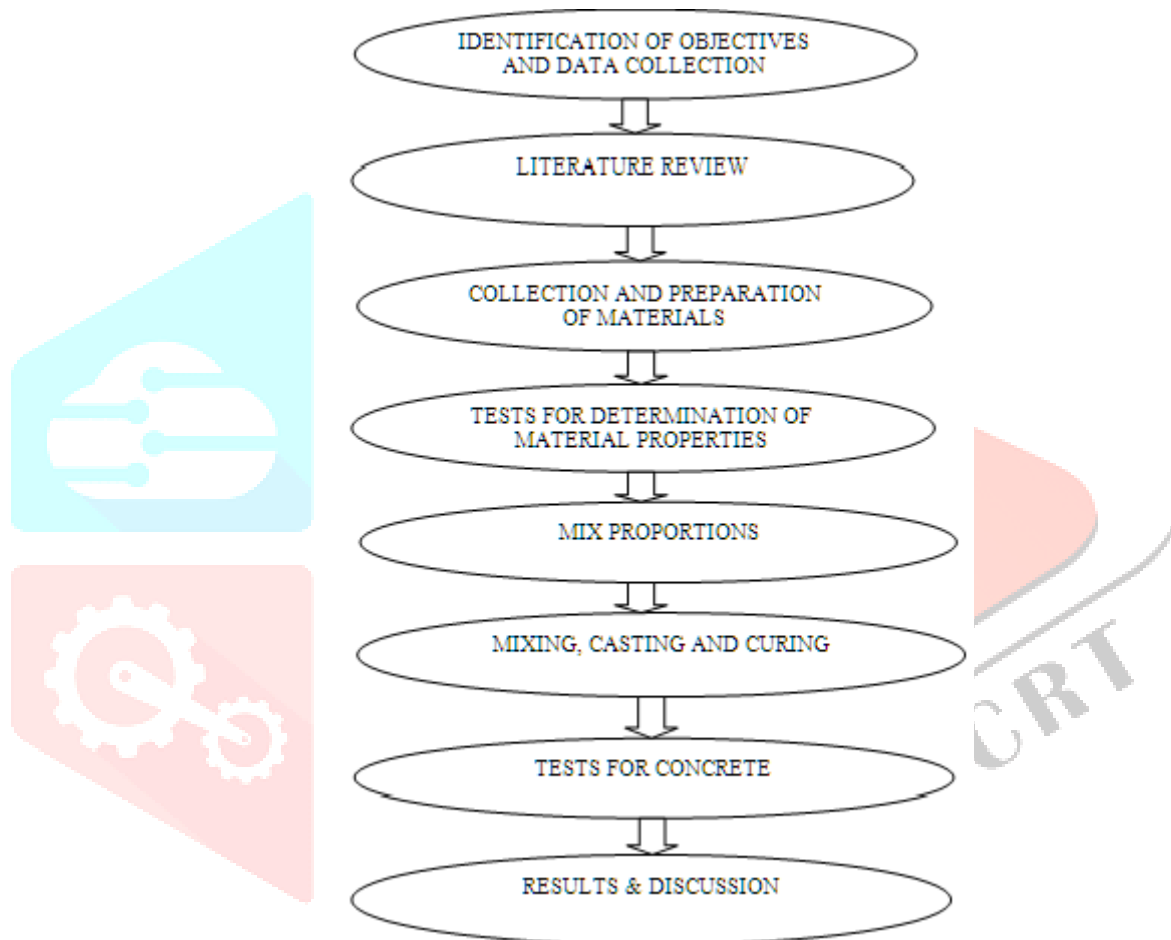 IDENTIFICATION OF OBJECTIVES
AND DATA COLLECTION
LITERATURE REVIEW
COLLECTION AND PREPARATION
OF MATERIALS
TESTS FOR DETERMINATION OF
MATERIAL PROPERTIES
MIX PROPORTIONS
MIXING, CASTING AND CURING
TESTS FOR CONCRETE
RESULTS & DISCUSSION
CRT